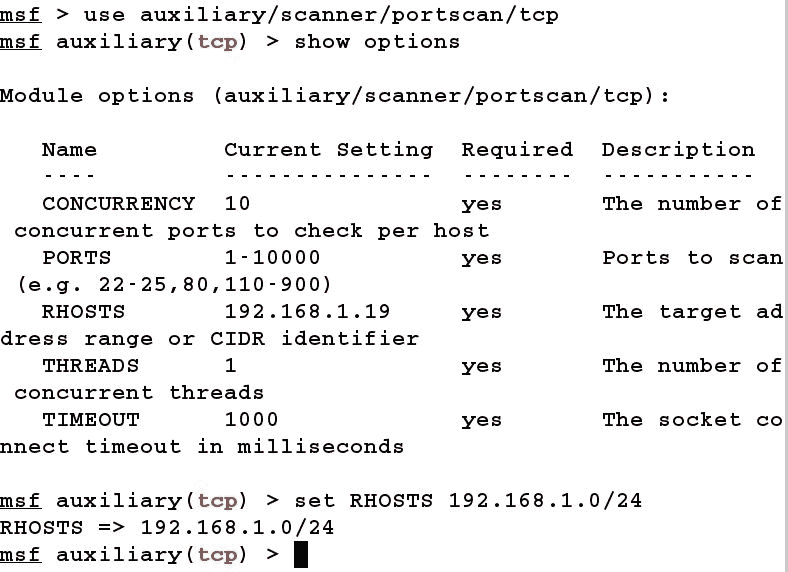 msf > use auxiliary/scanner/portscan/tcp
msf auxiliary(tcp) > show options

Module options (auxiliary/scanner/portscan/tcp):

   Name         Current Setting  Required  Description
   ----         ---------------  --------  -----------
   CONCURRENCY  10               yes       The number of
 concurrent ports to check per host
   PORTS        1-10000          yes       Ports to scan
 (e.g. 22-25,80,110-900)
   RHOSTS       192.168.1.19     yes       The target ad
dress range or CIDR identifier
   THREADS      1                yes       The number of
 concurrent threads
   TIMEOUT      1000             yes       The socket co
nnect timeout in milliseconds

msf auxiliary(tcp) > set RHOSTS 192.168.1.0/24
RHOSTS => 192.168.1.0/24
msf auxiliary(tcp) >